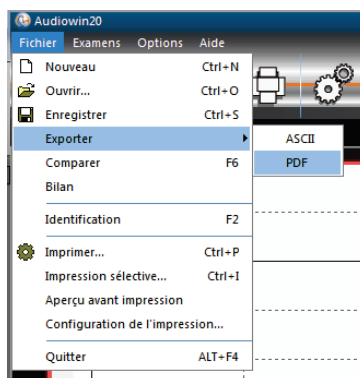 Audiowin20
Fichier Examens Options Aide
Nouveau Ctrl+N
Ouvrir... Ctrl+O
Enregistrer Ctrl+S
Exporter
ASCII
PDF
Comparer F6
Bilan
Identification F2
Imprimer... Ctrl+P
Impression sélective... Ctrl+I
Aperçu avant impression
Configuration de l'impression...
Quitter ALT+F4